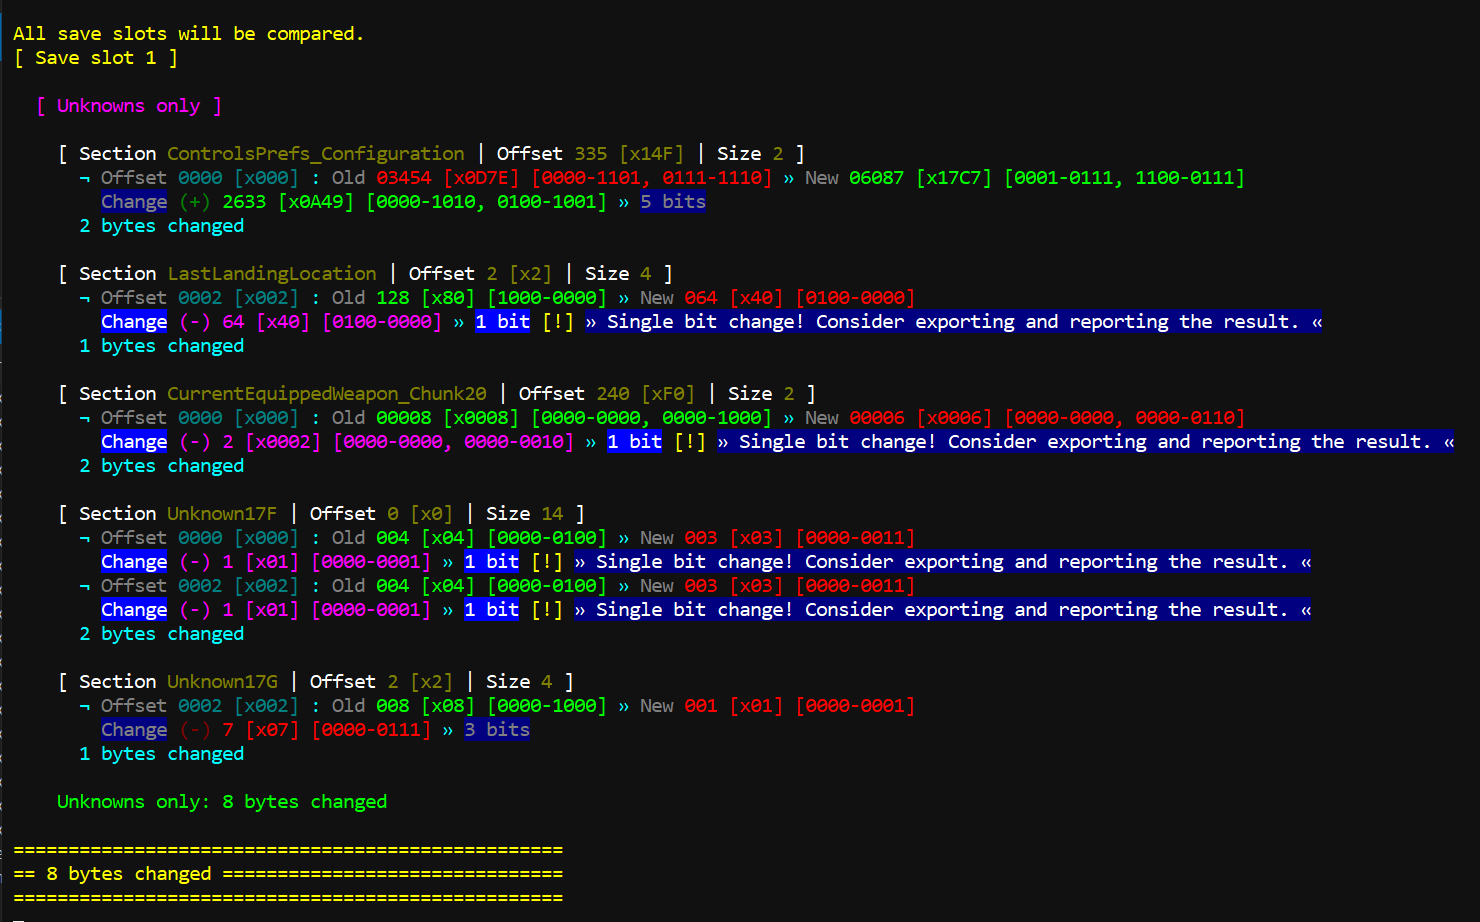 All save slots will be compared.
[ Save slot 1 ]
[ Unknowns only ]
[ Section ControlsPrefs_Configuration | Offset 335 [x14F] | Size 2 ]
¬ Offset 0000 [x000] : Old 03454 [x0D7E] [0000-1101, 0111-1110] » New 06087 [x17C7] [0001-0111, 1100-0111]
Change (+) 2633 [x0A49] [0000-1010, 0100-1001] » 5 bits
2 bytes changed
[ Section LastLandingLocation | Offset 2 [x2] | Size 4 ]
¬ Offset 0002 [x002] : Old 128 [x80] [1000-0000] » New 064 [x40] [0100-0000]
Change (-) 64 [x40] [0100-0000] » 1 bit [!] » Single bit change! Consider exporting and reporting the result. «
1 bytes changed
[ Section CurrentEquippedWeapon_Chunk20 | Offset 240 [xF0] | Size 2 ]
¬ Offset 0000 [x000] : Old 00008 [x0008] [0000-0000, 0000-1000] » New 00006 [x0006] [0000-0000, 0000-0110]
Change (-) 2 [x0002] [0000-0000, 0000-0010] » 1 bit [!] » Single bit change! Consider exporting and reporting the result. «
2 bytes changed
[ Section Unknown17F | Offset 0 [x0] | Size 14 ]
¬ Offset 0000 [x000] : Old 004 [x04] [0000-0100] » New 003 [x03] [0000-0011]
Change (-) 1 [x01] [0000-0001] » 1 bit [!] » Single bit change! Consider exporting and reporting the result. «
¬ Offset 0002 [x002] : Old 004 [x04] [0000-0100] » New 003 [x03] [0000-0011]
Change (-) 1 [x01] [0000-0001] » 1 bit [!] » Single bit change! Consider exporting and reporting the result. «
2 bytes changed
[ Section Unknown17G | Offset 2 [x2] | Size 4 ]
¬ Offset 0002 [x002] : Old 008 [x08] [0000-1000] » New 001 [x01] [0000-0001]
Change (-) 7 [x07] [0000-0111] » 3 bits
1 bytes changed
Unknowns only: 8 bytes changed
==================================================
== 8 bytes changed ===============================
==================================================